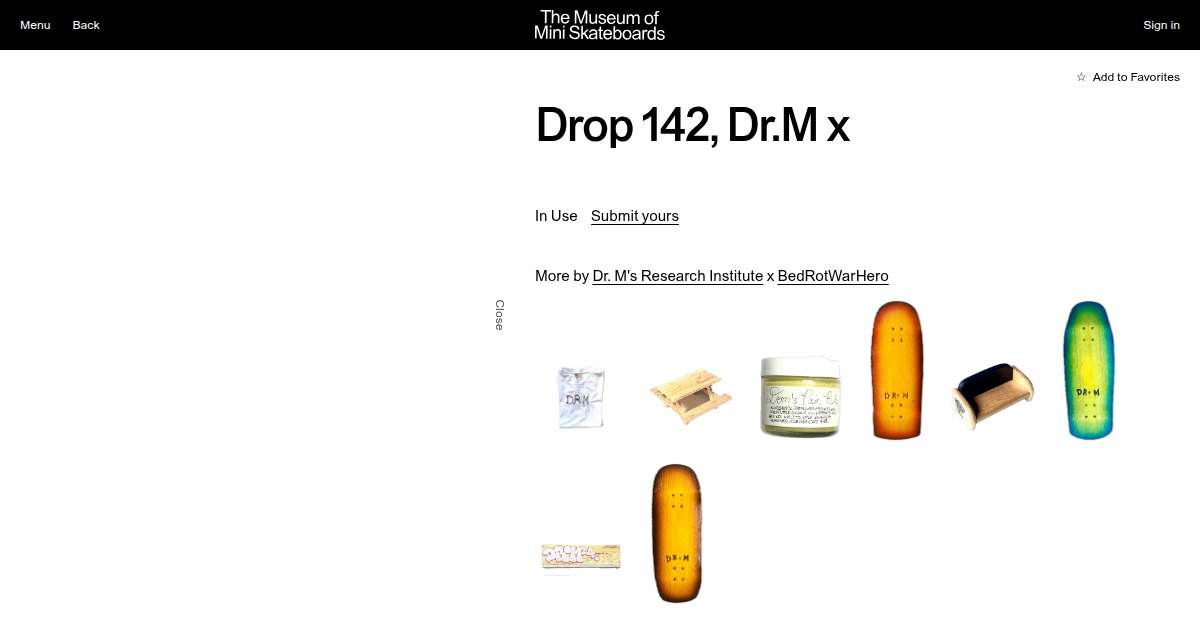 Menu
Back
The Museum of
Mini Skateboards
Sign in
☆ Add to Favorites
Drop 142, Dr.M x
In Use
Submit yours
More by Dr. M's Research Institute x BedRotWarHero
Close
DR.M
DR.M
DR.M
DR.M